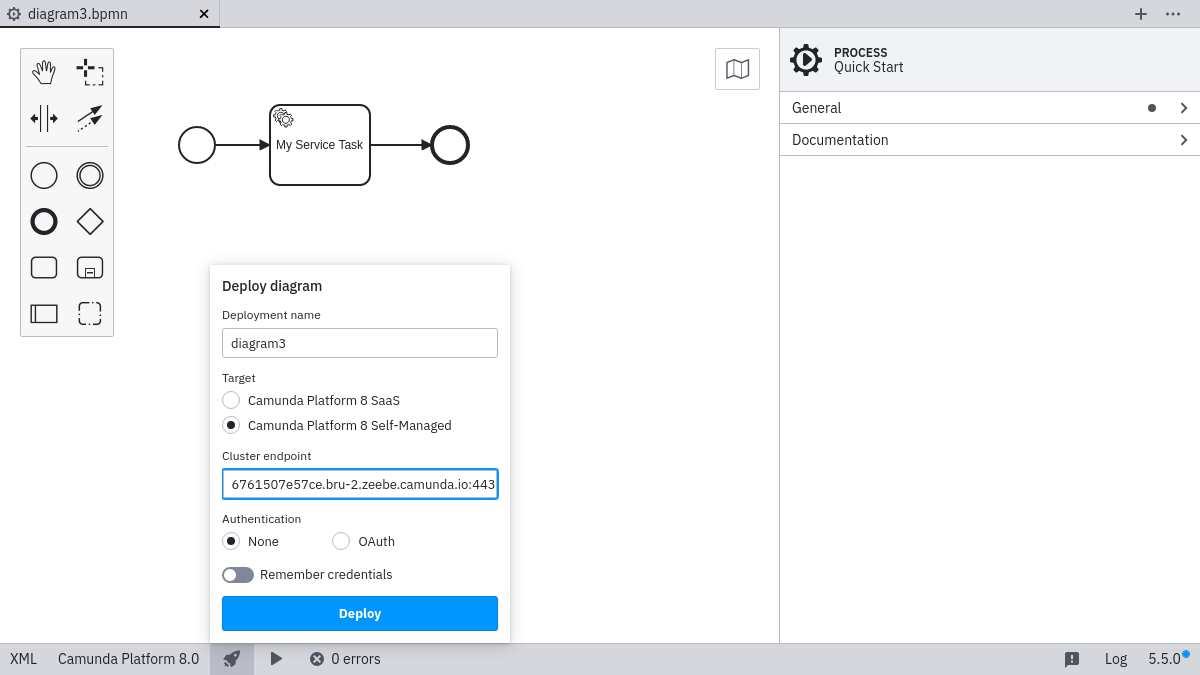 diagram3.bpmn
PROCESS
Quick Start
General
Documentation
My Service Task
Deploy diagram
Deployment name
diagram3
Target
Camunda Platform 8 SaaS
Camunda Platform 8 Self-Managed
Cluster endpoint
6761507e57ce.bru-2.zeebe.camunda.io:443
Authentication
None OAuth
Remember credentials
Deploy
XML Camunda Platform 8.0 0 errors Log 5.5.0